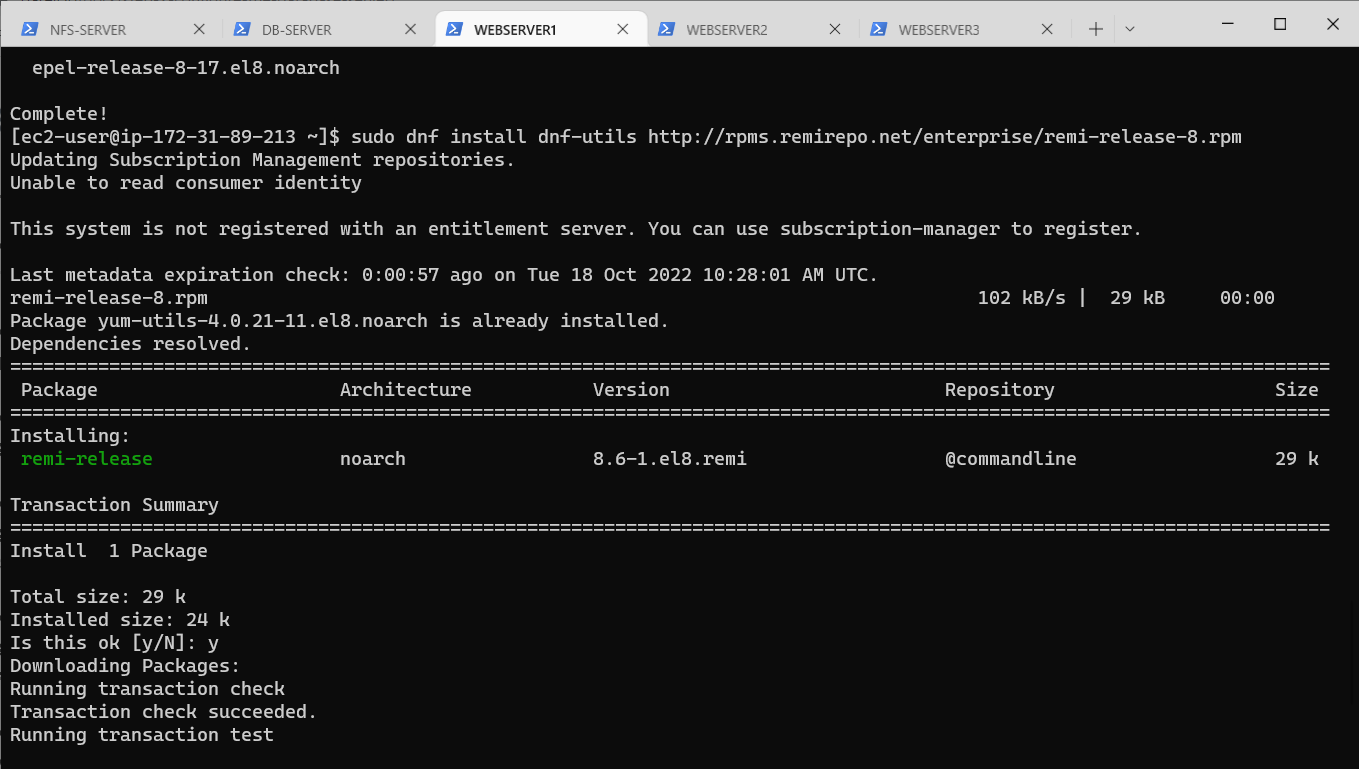 NFS-SERVER
DB-SERVER
WEBSERVER1
WEBSERVER2
WEBSERVER3
epel-release-8-17.el8.noarch
Complete!
[ec2-user@ip-172-31-89-213 ~]$ sudo dnf install dnf-utils http://rpms.remirepo.net/enterprise/remi-release-8.rpm
Updating Subscription Management repositories.
Unable to read consumer identity
This system is not registered with an entitlement server. You can use subscription-manager to register.
Last metadata expiration check: 0:00:57 ago on Tue 18 Oct 2022 10:28:01 AM UTC.
remi-release-8.rpm 102 kB/s | 29 kB 00:00
Package yum-utils-4.0.21-11.el8.noarch is already installed.
Dependencies resolved.
========================================================================================================================
Package Architecture Version Repository Size
========================================================================================================================
Installing:
remi-release noarch 8.6-1.el8.remi @commandline 29 k
Transaction Summary
========================================================================================================================
Install 1 Package
Total size: 29 k
Installed size: 24 k
Is this ok [y/N]: y
Downloading Packages:
Running transaction check
Transaction check succeeded.
Running transaction test